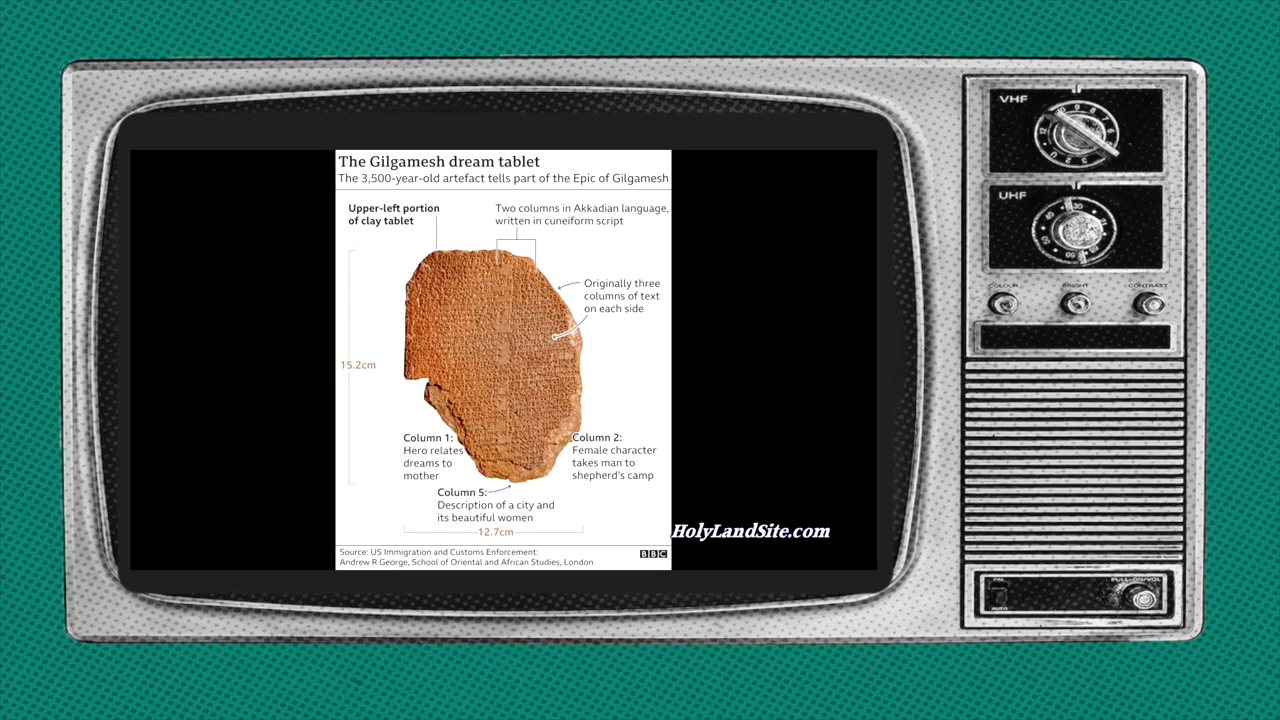 The Gilgamesh dream tablet
The 3,500-year-old artefact tells part of the Epic of Gilgamesh
Upper-left portion
of clay tablet
Two columns in Akkadian language,
written in cuneiform script
Originally three
columns of text
on each side
15.2cm
Column 1:
Hero relates
dreams to
mother
Column 2:
Female character
takes man to
shepherd's camp
Column 5:
Description of a city and
its beautiful women
12.7cm
Source: US Immigration and Customs Enforcement:
Andrew R George, School of Oriental and African Studies, London
BBC
HolyLandSite.com
VHF
UHF
COLOUR
BRIGHT
CONTRAST
PAL
AUTO
PULL-ON/VOL